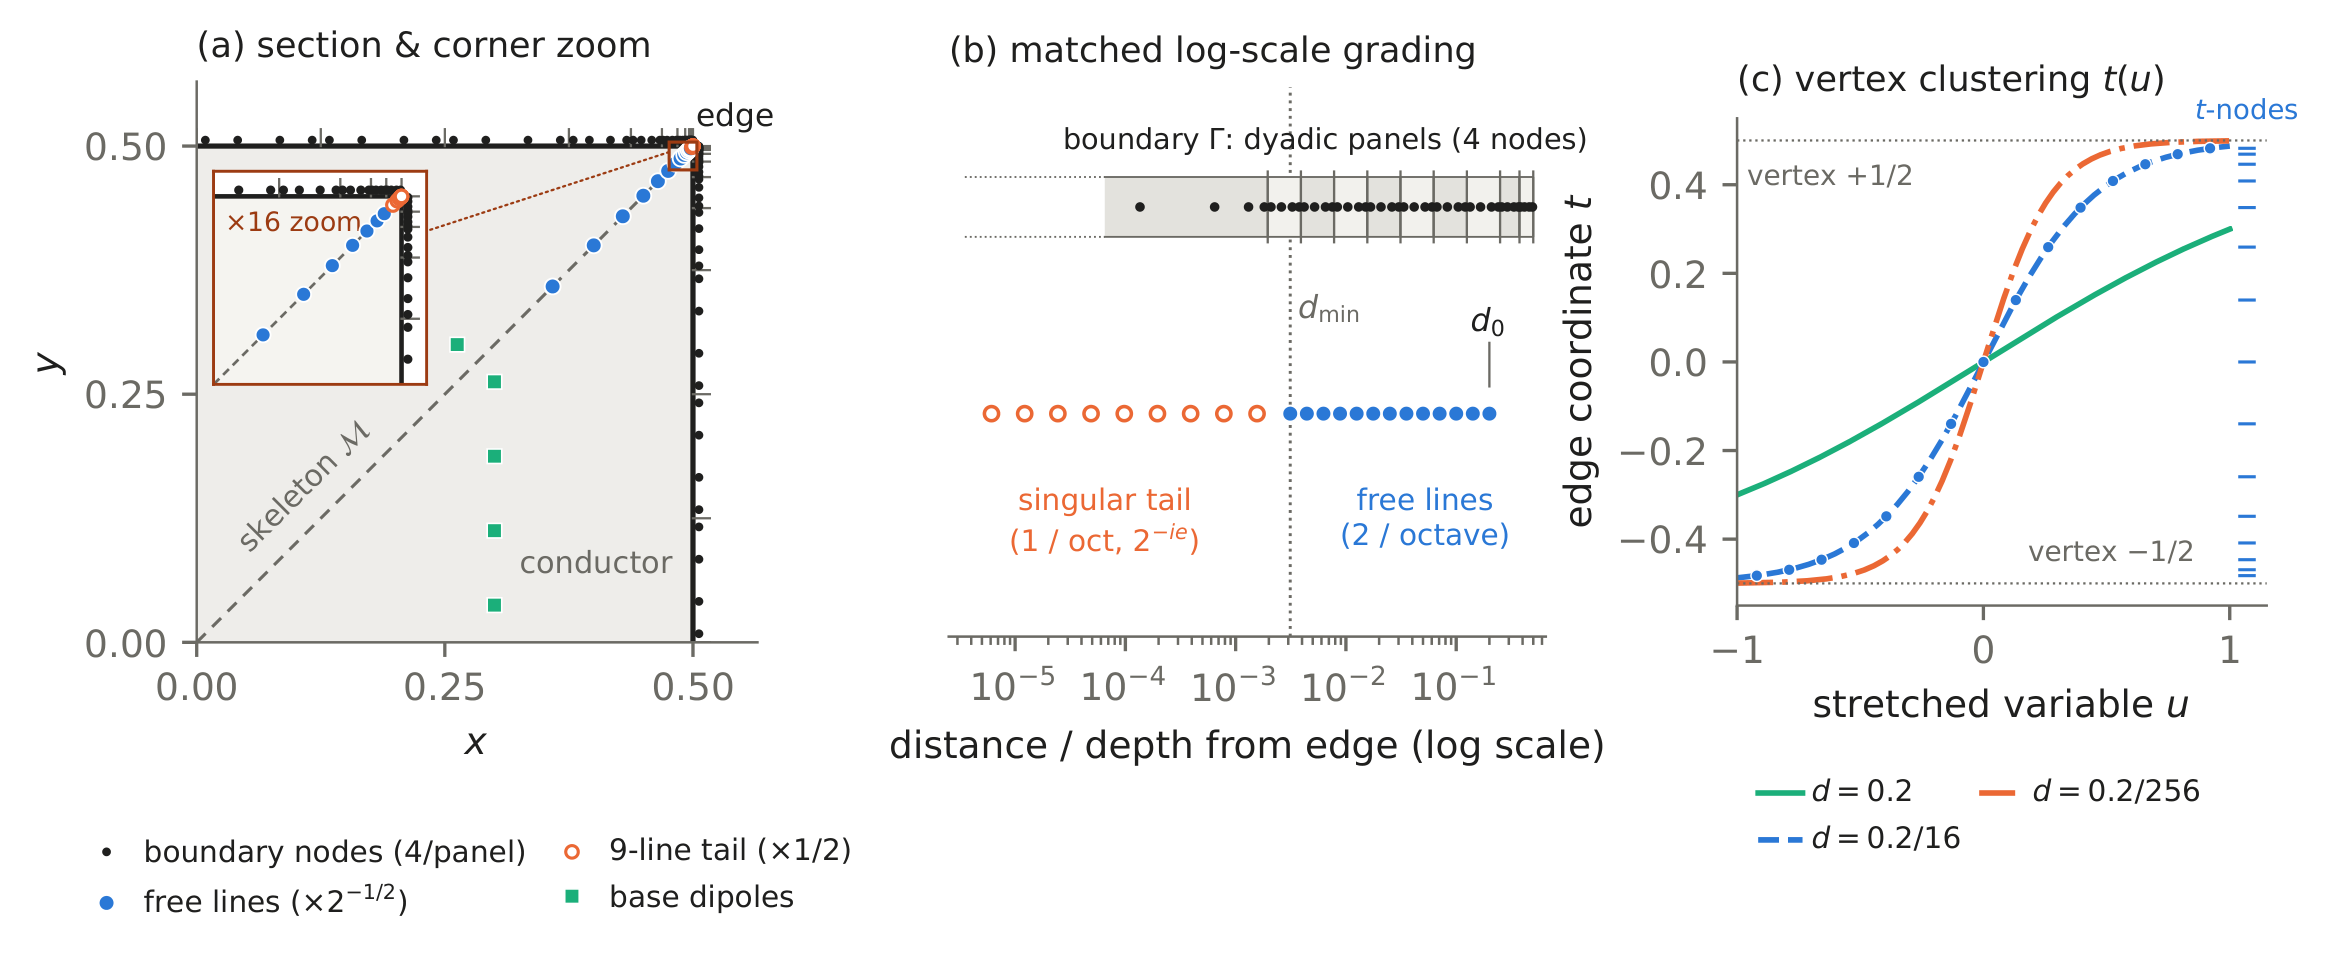 (a) section & corner zoom
edge
0.50
0.25
0.00
y
×16 zoom
skeleton ℳ
conductor
0.00
0.25
0.50
x
boundary nodes (4/panel)
free lines (×2^{−1/2})
9-line tail (×1/2)
base dipoles
(b) matched log-scale grading
boundary Γ: dyadic panels (4 nodes)
d_min
d_0
singular tail
(1 / oct, 2^{−ie})
free lines
(2 / octave)
10^{−5}
10^{−4}
10^{−3}
10^{−2}
10^{−1}
distance / depth from edge (log scale)
(c) vertex clustering t(u)
t-nodes
vertex +1/2
vertex −1/2
edge coordinate t
0.4
0.2
0.0
−0.2
−0.4
−1
0
1
stretched variable u
d = 0.2
d = 0.2/16
d = 0.2/256